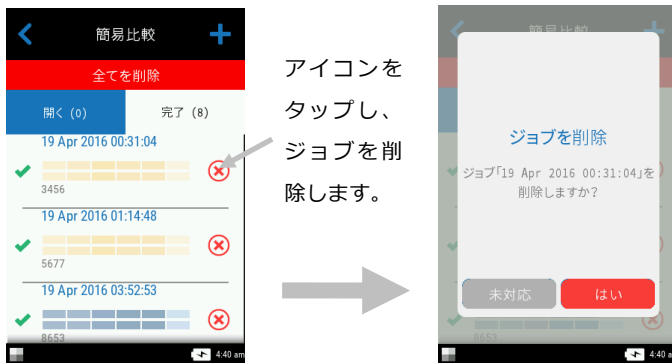 簡易比較
全てを削除
開く (0)
完了 (8)
19 Apr 2016 00:31:04
3456
19 Apr 2016 01:14:48
5677
19 Apr 2016 03:52:53
8653
4:40 am
アイコンを
タップし、
ジョブを削
除します。
簡易比較
ジョブを削除
ジョブ｢19 Apr 2016 00:31:04｣を
削除しますか?
未対応
はい
8653
4:40 a